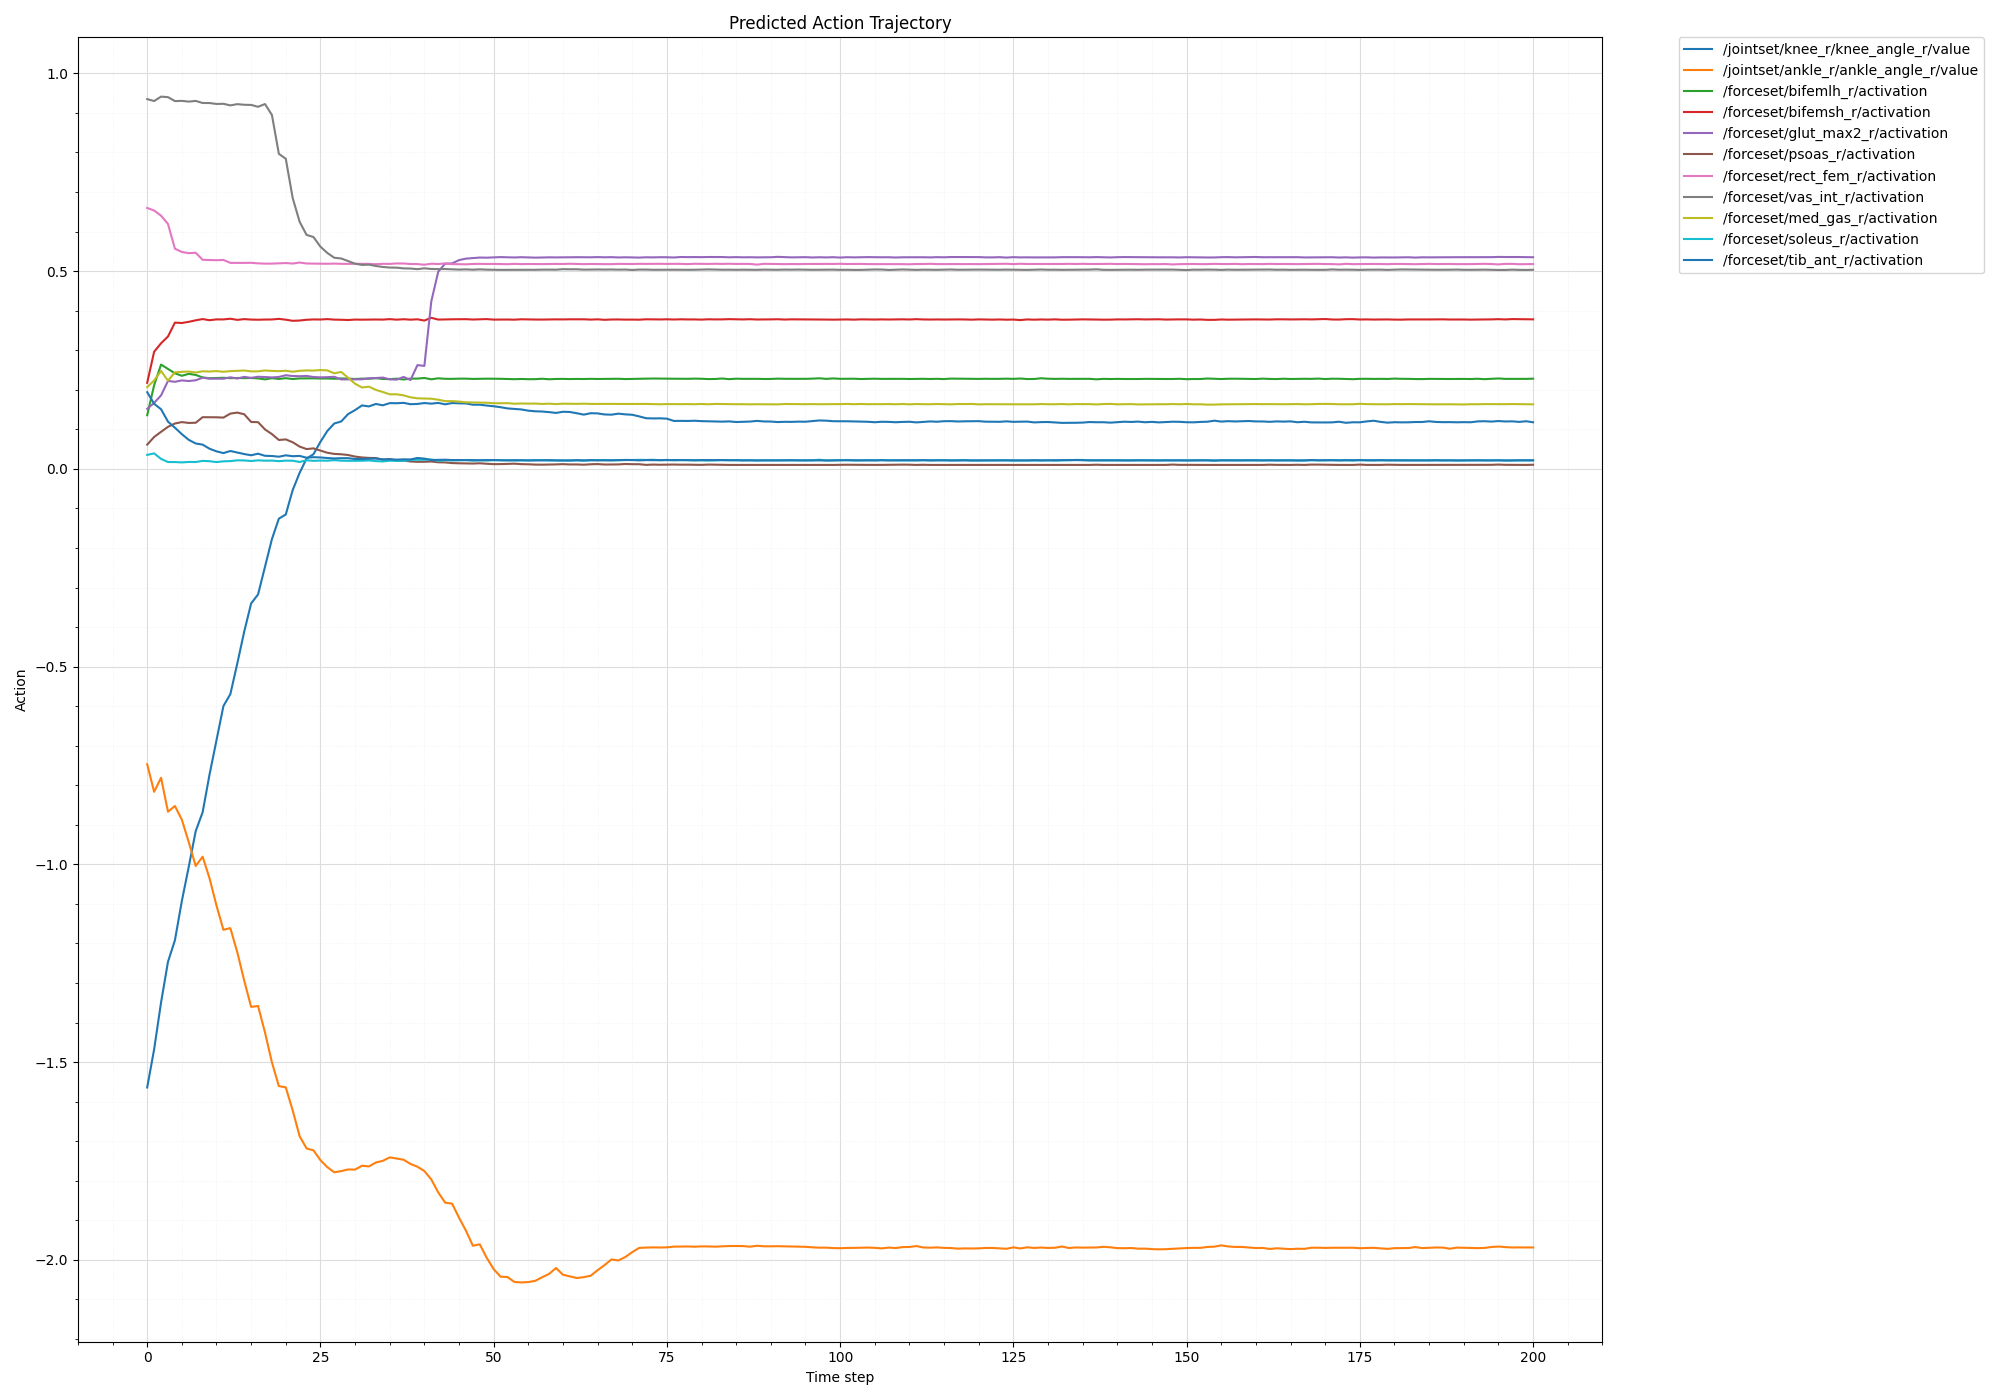 Predicted Action Trajectory
1.0
0.5
0.0
−0.5
−1.0
−1.5
−2.0
Action
0 25 50 75 100 125 150 175 200
Time step
/jointset/knee_r/knee_angle_r/value
/jointset/ankle_r/ankle_angle_r/value
/forceset/bifemlh_r/activation
/forceset/bifemsh_r/activation
/forceset/glut_max2_r/activation
/forceset/psoas_r/activation
/forceset/rect_fem_r/activation
/forceset/vas_int_r/activation
/forceset/med_gas_r/activation
/forceset/soleus_r/activation
/forceset/tib_ant_r/activation